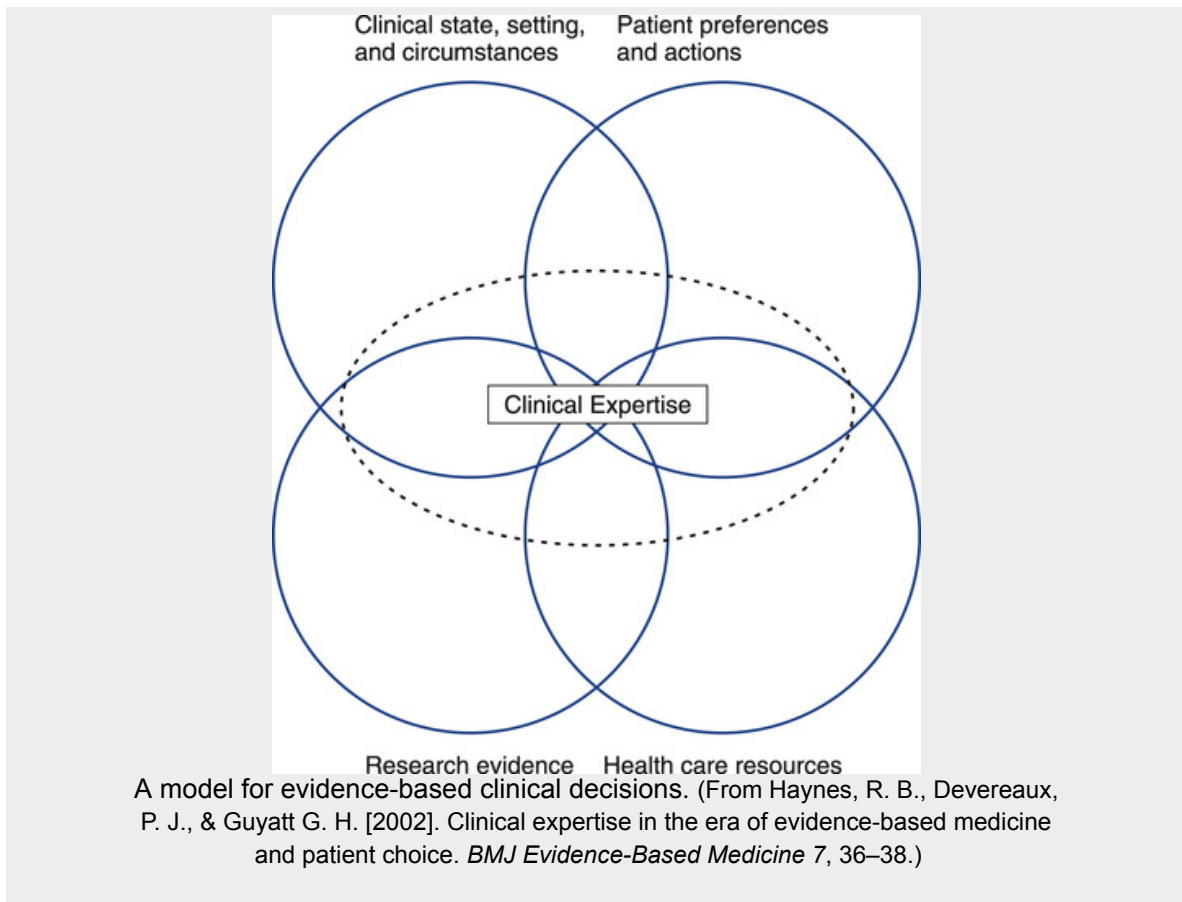 Clinical state, setting,
and circumstances
Patient preferences
and actions
Clinical Expertise
Research evidence
Health care resources
A model for evidence-based clinical decisions. (From Haynes, R. B., Devereaux,
P. J., & Guyatt G. H. [2002]. Clinical expertise in the era of evidence-based medicine
and patient choice. BMJ Evidence-Based Medicine 7, 36–38.)